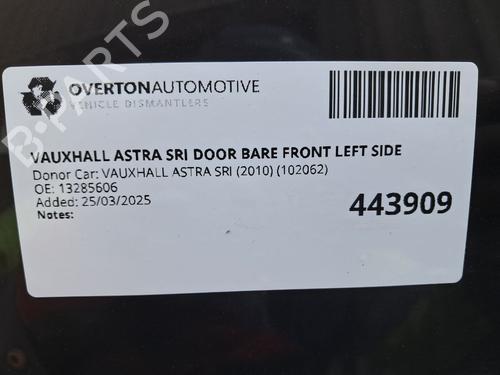 OVERTONAUTOMOTIVE
VEHICLE DISMANTLERS
VAUXHALL ASTRA SRI DOOR BARE FRONT LEFT SIDE
Donor Car: VAUXHALL ASTRA SRI (2010) (102062)
OE: 13285606
Added: 25/03/2025
Notes:
443909
B-PARTS